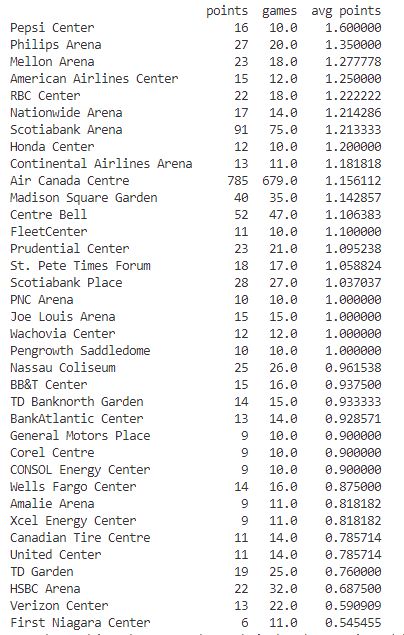 points games avg points
Pepsi Center 16 10.0 1.600000
Philips Arena 27 20.0 1.350000
Mellon Arena 23 18.0 1.277778
American Airlines Center 15 12.0 1.250000
RBC Center 22 18.0 1.222222
Nationwide Arena 17 14.0 1.214286
Scotiabank Arena 91 75.0 1.213333
Honda Center 12 10.0 1.200000
Continental Airlines Arena 13 11.0 1.181818
Air Canada Centre 785 679.0 1.156112
Madison Square Garden 40 35.0 1.142857
Centre Bell 52 47.0 1.106383
FleetCenter 11 10.0 1.100000
Prudential Center 23 21.0 1.095238
St. Pete Times Forum 18 17.0 1.058824
Scotiabank Place 28 27.0 1.037037
PNC Arena 10 10.0 1.000000
Joe Louis Arena 15 15.0 1.000000
Wachovia Center 12 12.0 1.000000
Pengrowth Saddledome 10 10.0 1.000000
Nassau Coliseum 25 26.0 0.961538
BB&T Center 15 16.0 0.937500
TD Banknorth Garden 14 15.0 0.933333
BankAtlantic Center 13 14.0 0.928571
General Motors Place 9 10.0 0.900000
Corel Centre 9 10.0 0.900000
CONSOL Energy Center 9 10.0 0.900000
Wells Fargo Center 14 16.0 0.875000
Amalie Arena 9 11.0 0.818182
Xcel Energy Center 9 11.0 0.818182
Canadian Tire Centre 11 14.0 0.785714
United Center 11 14.0 0.785714
TD Garden 19 25.0 0.760000
HSBC Arena 22 32.0 0.687500
Verizon Center 13 22.0 0.590909
First Niagara Center 6 11.0 0.545455